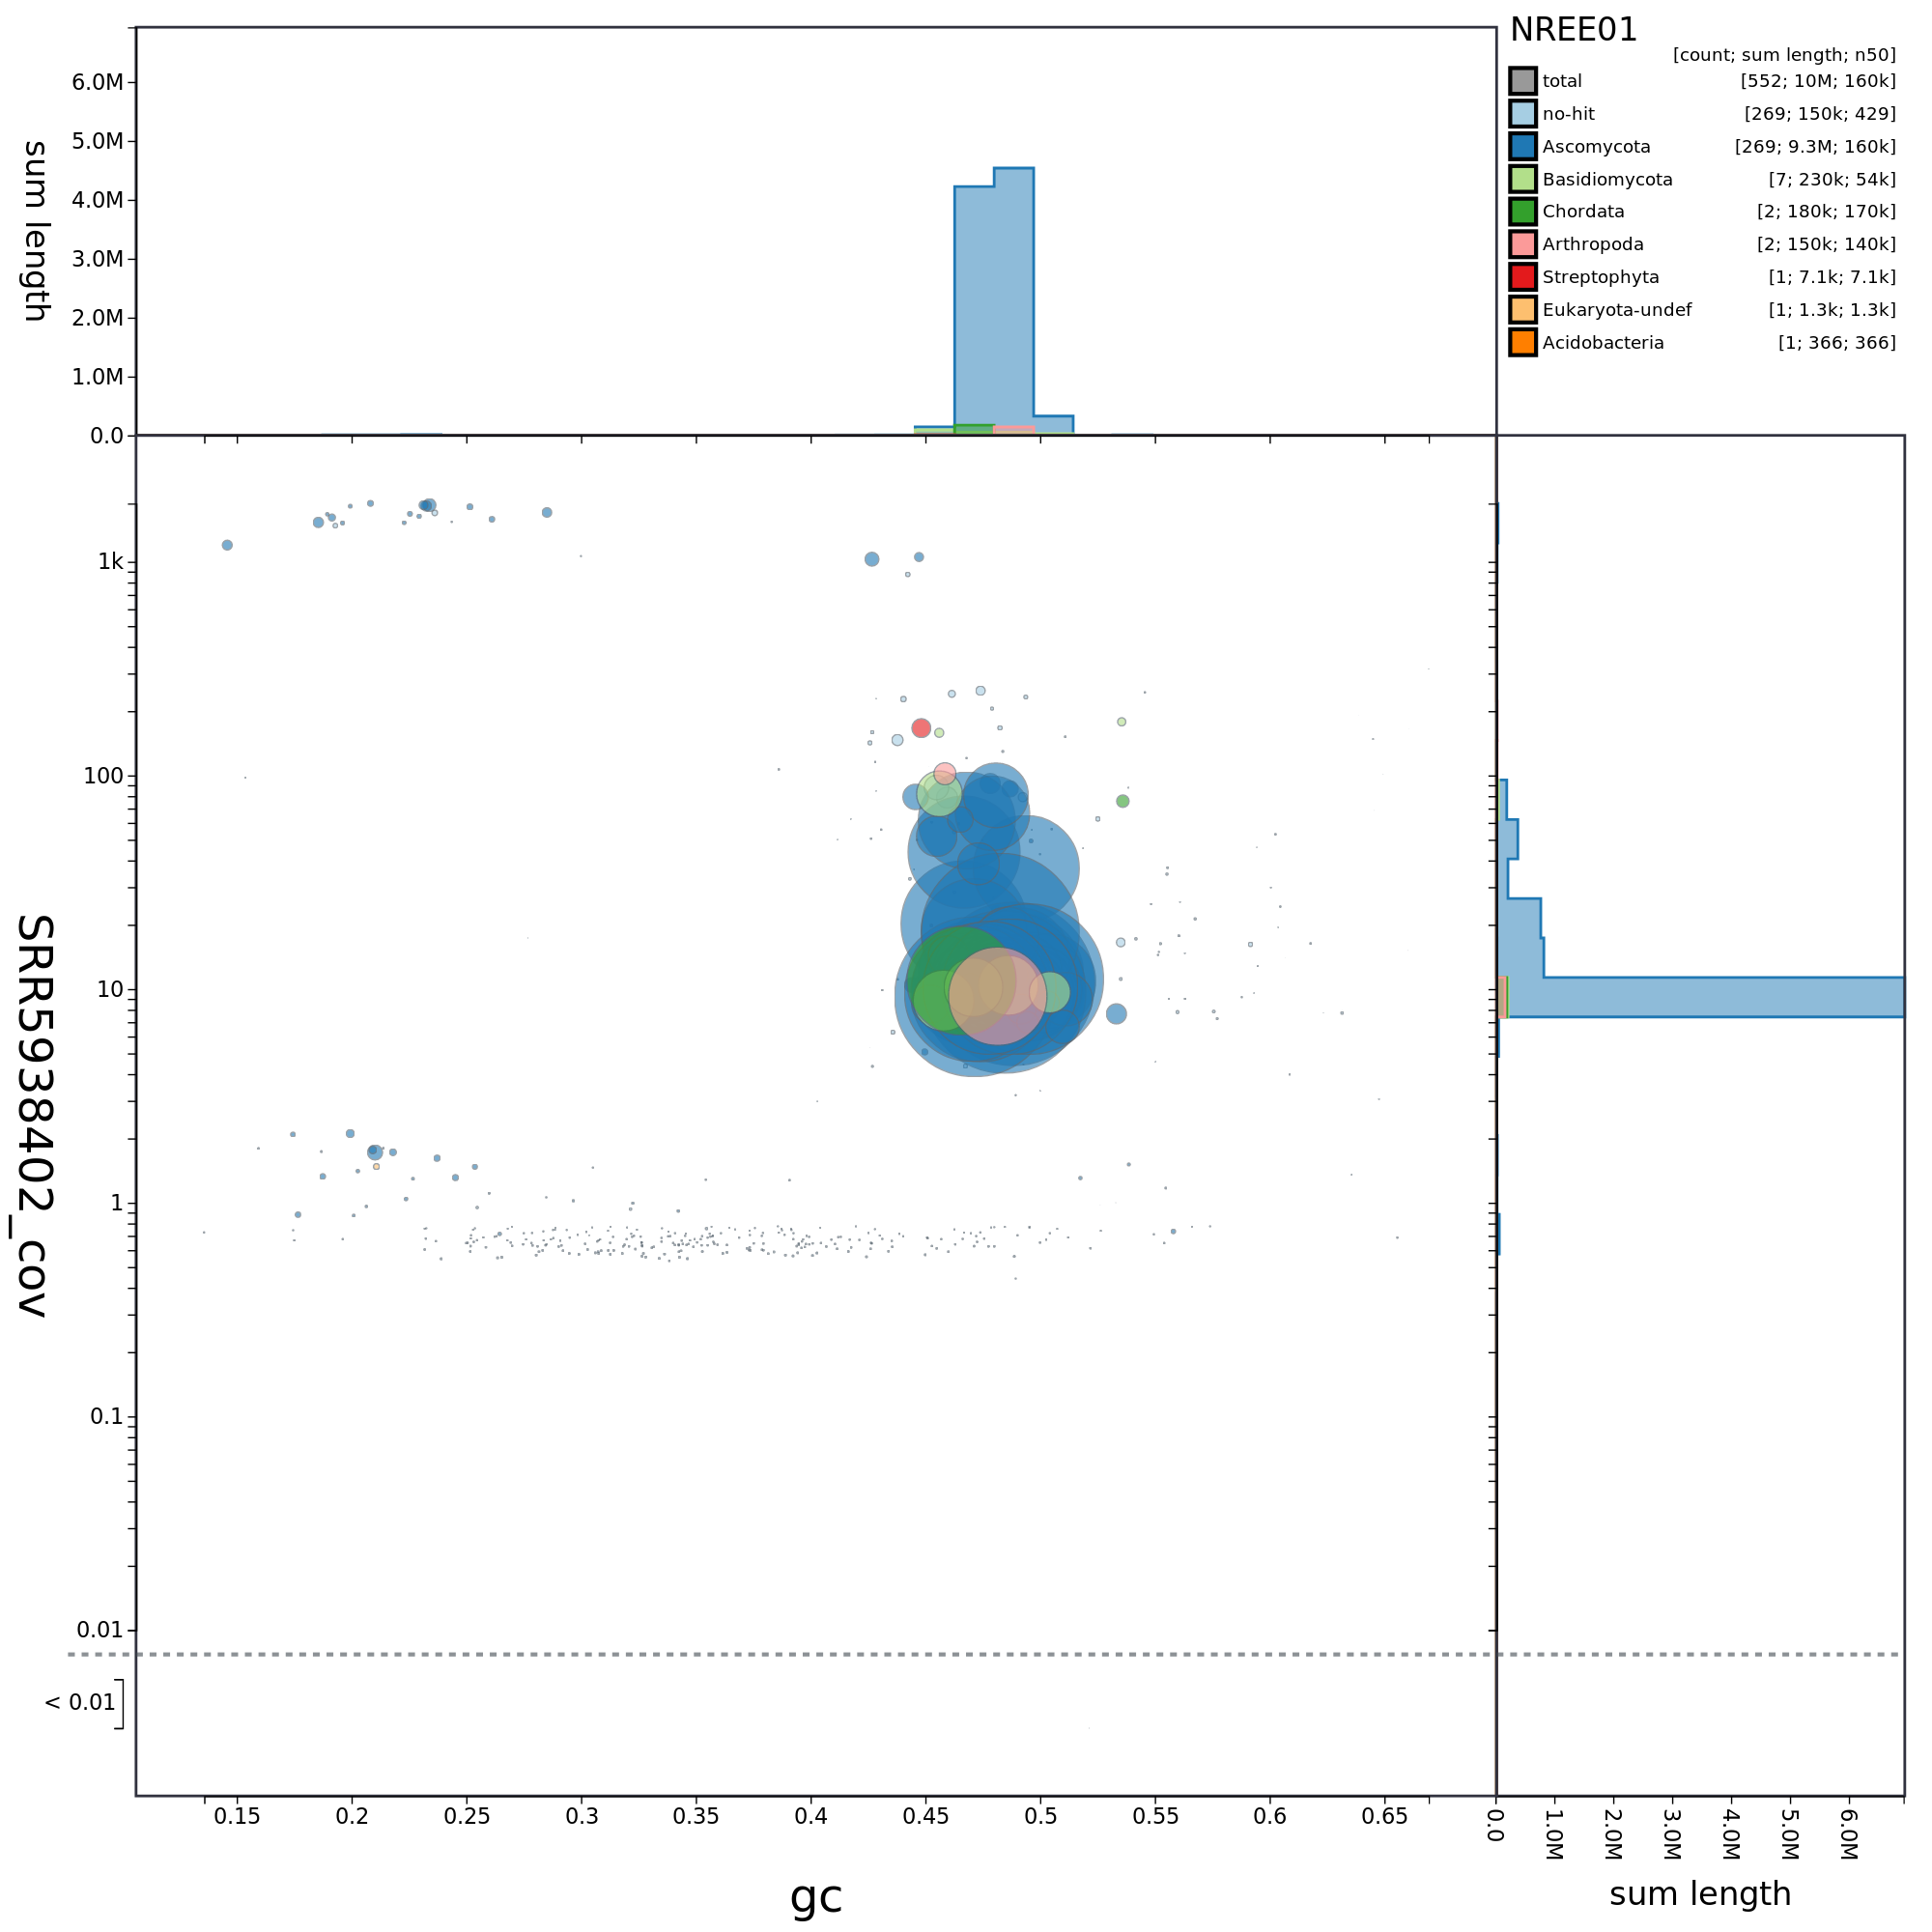 NREE01
[count; sum length; n50]
total [552; 10M; 160k]
no-hit [269; 150k; 429]
Ascomycota [269; 9.3M; 160k]
Basidiomycota [7; 230k; 54k]
Chordata [2; 180k; 170k]
Arthropoda [2; 150k; 140k]
Streptophyta [1; 7.1k; 7.1k]
Eukaryota-undef [1; 1.3k; 1.3k]
Acidobacteria [1; 366; 366]
sum length
6.0M
5.0M
4.0M
3.0M
2.0M
1.0M
0.0
SRR5938402_cov
1k
100
10
1
0.1
0.01
< 0.01
0.15 0.2 0.25 0.3 0.35 0.4 0.45 0.5 0.55 0.6 0.65
gc
0.0 1.0M 2.0M 3.0M 4.0M 5.0M 6.0M
sum length